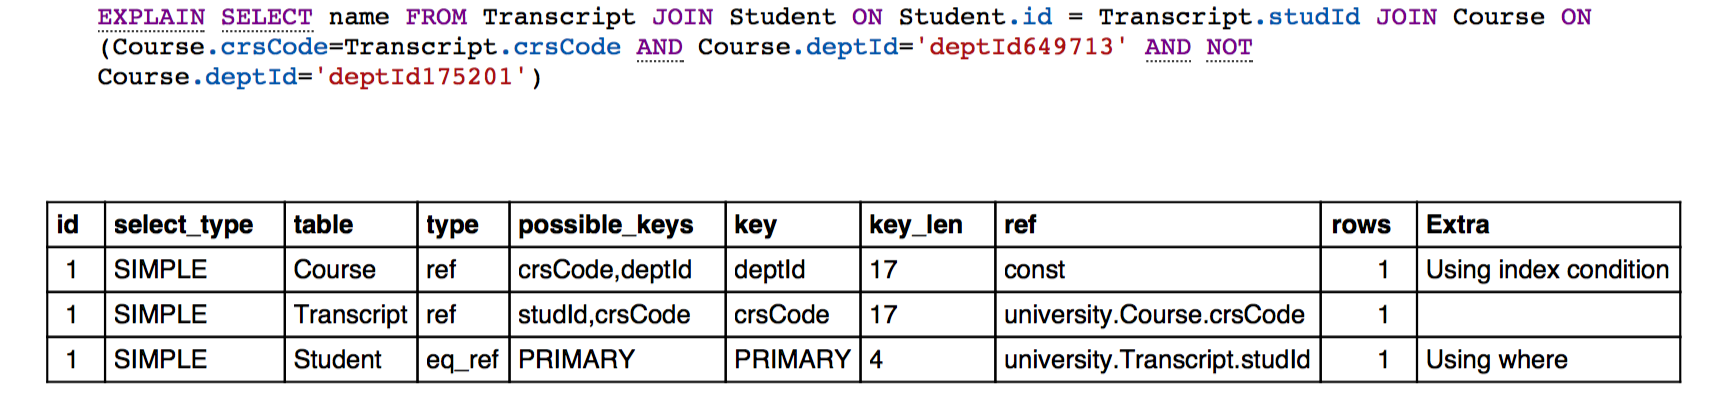 EXPLAIN SELECT name FROM Transcript JOIN Student ON Student.id = Transcript.studId JOIN Course ON
(Course.crsCode=Transcript.crsCode AND Course.deptId='deptId649713' AND NOT
Course.deptId='deptId175201')
id select_type table type possible_keys key key_len ref rows Extra
1 SIMPLE Course ref crsCode,deptId deptId 17 const 1 Using index condition
1 SIMPLE Transcript ref studId,crsCode crsCode 17 university.Course.crsCode 1
1 SIMPLE Student eq_ref PRIMARY PRIMARY 4 university.Transcript.studId 1 Using where